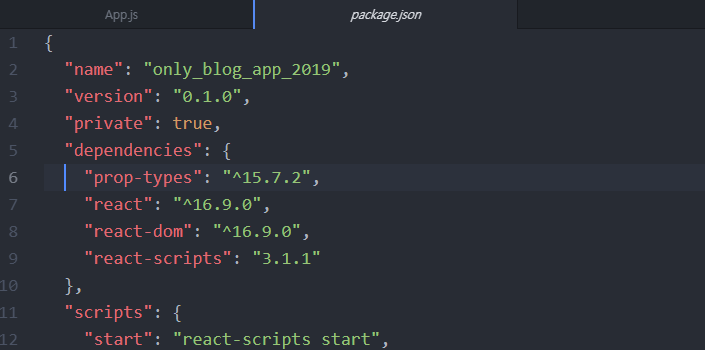 App.js
package.json
1 {
2   "name": "only_blog_app_2019",
3   "version": "0.1.0",
4   "private": true,
5   "dependencies": {
6     "prop-types": "^15.7.2",
7     "react": "^16.9.0",
8     "react-dom": "^16.9.0",
9     "react-scripts": "3.1.1"
10   },
11   "scripts": {
12     "start": "react-scripts start",